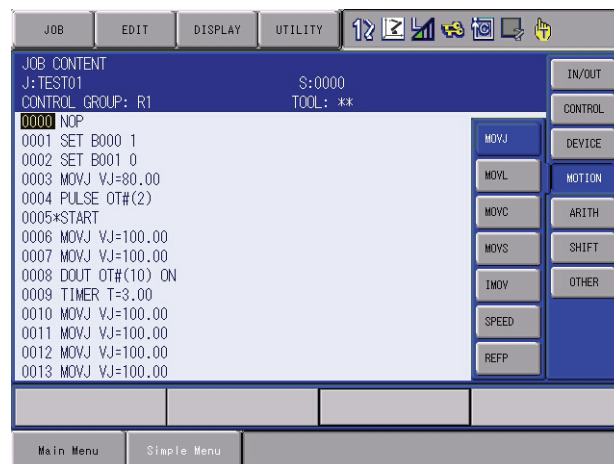 JOB EDIT DISPLAY UTILITY
JOB CONTENT
J:TEST01 S:0000
CONTROL GROUP: R1 TOOL: **
0000 NOP
0001 SET B000 1
0002 SET B001 0
0003 MOVJ VJ=80.00
0004 PULSE OT#(2)
0005*START
0006 MOVJ VJ=100.00
0007 MOVJ VJ=100.00
0008 DOUT OT#(10) ON
0009 TIMER T=3.00
0010 MOVJ VJ=100.00
0011 MOVJ VJ=100.00
0012 MOVJ VJ=100.00
0013 MOVJ VJ=100.00
MOVJ
MOVL
MOVC
MOVS
IMOV
SPEED
REFP
IN/OUT
CONTROL
DEVICE
MOTION
ARITH
SHIFT
OTHER
Main Menu Simple Menu